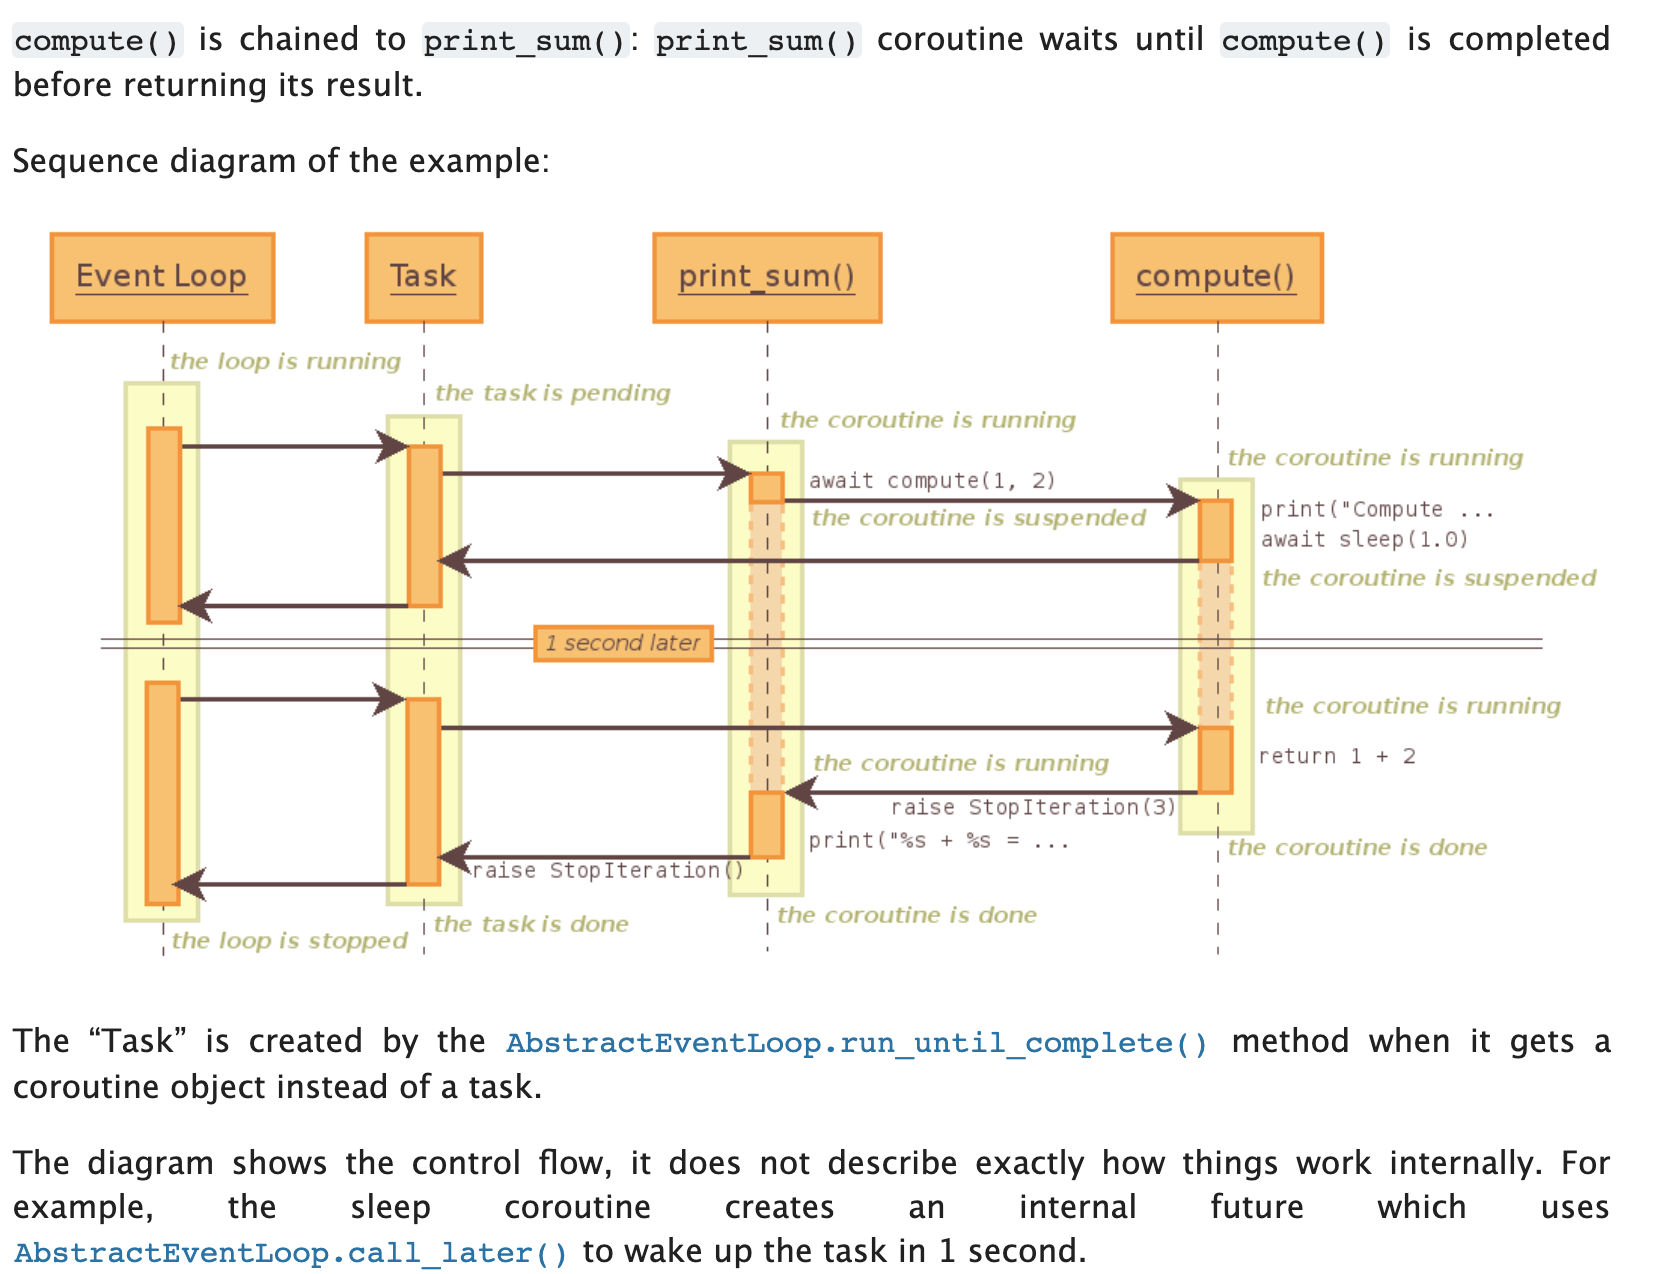 compute() is chained to print_sum(): print_sum() coroutine waits until compute() is completed
before returning its result.
Sequence diagram of the example:
Event Loop
Task
print_sum()
compute()
the loop is running
the task is pending
the coroutine is running
the coroutine is running
await compute(1, 2)
print("Compute ...
the coroutine is suspended
await sleep(1.0)
the coroutine is suspended
1 second later
the coroutine is running
return 1 + 2
the coroutine is running
raise StopIteration(3)
print("%s + %s = ...
the coroutine is done
raise StopIteration()
the coroutine is done
the task is done
the loop is stopped
The “Task” is created by the AbstractEventLoop.run_until_complete() method when it gets a
coroutine object instead of a task.
The diagram shows the control flow, it does not describe exactly how things work internally. For
example, the sleep coroutine creates an internal future which uses
AbstractEventLoop.call_later() to wake up the task in 1 second.